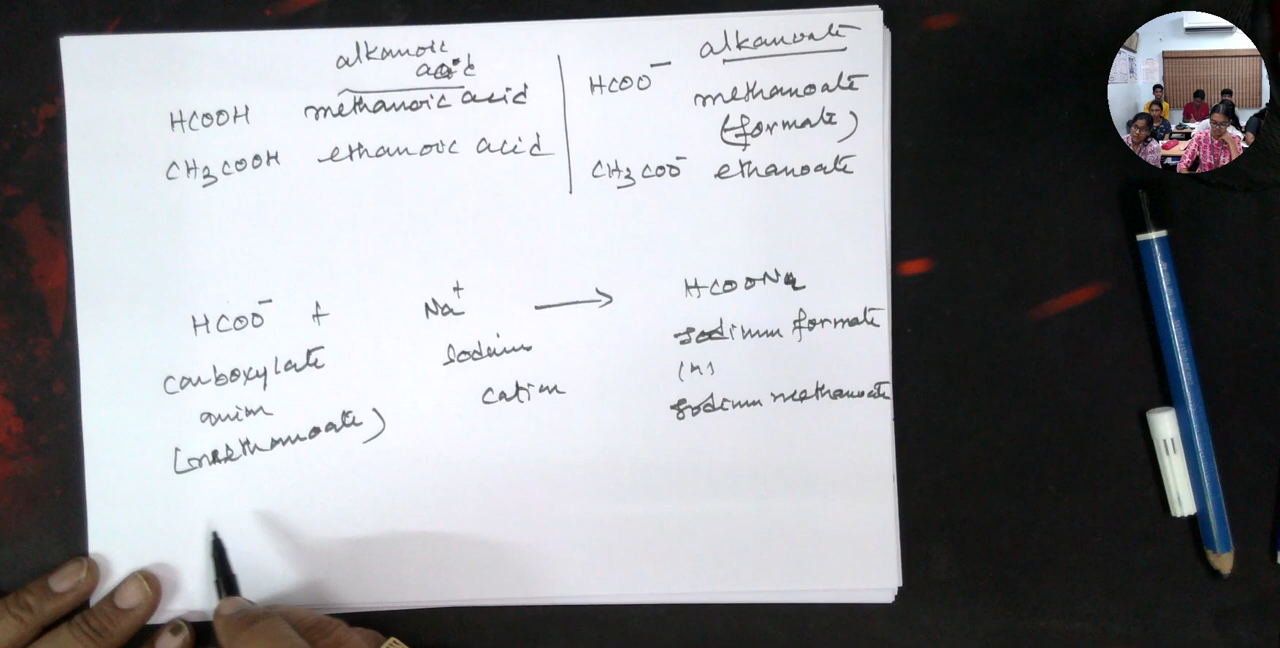 alkanoic
acid
HCOOH methanoic acid
CH3COOH ethanoic acid
alkanoate
HCOO⁻ methanoate
(formate)
CH3COO⁻ ethanoate
HCOO⁻ + Na⁺ → HCOONa
carboxylate sodium sodium formate
anion cation (or)
(methanoate) sodium methanoate